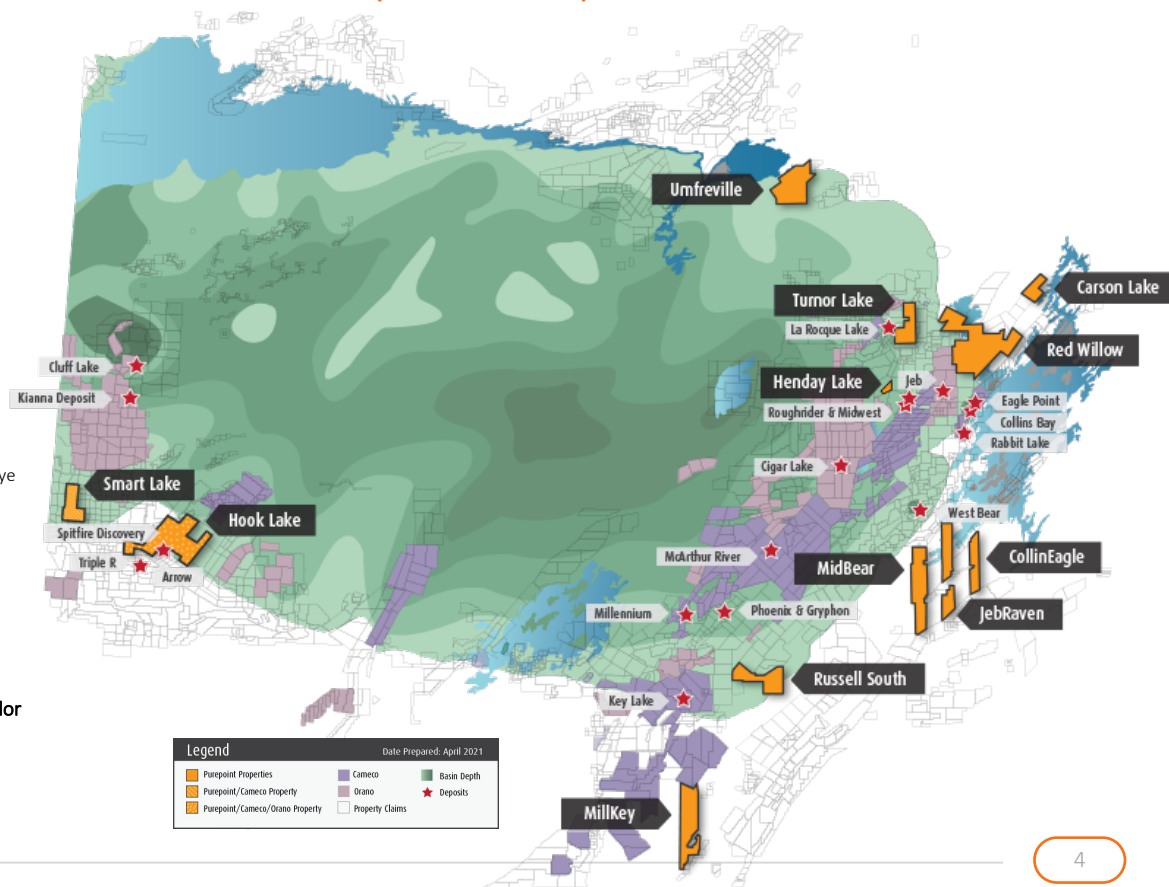 Umfreville
Carson Lake
Turnor Lake
La Rocque Lake
Red Willow
Cluff Lake
Henday Lake
Jeb
Kianna Deposit
Eagle Point
Roughrider & Midwest
Collins Bay
Rabbit Lake
Cigar Lake
ye
Smart Lake
Hook Lake
West Bear
Spitfire Discovery
McArthur River
CollinEagle
Triple R
MidBear
Arrow
Millennium
Phoenix & Gryphon
JebRaven
Russell South
Key Lake
lor
Legend
Date Prepared: April 2021
Purepoint Properties
Cameco
Basin Depth
Purepoint/Cameco Property
Orano
Deposits
Purepoint/Cameco/Orano Property
Property Claims
MillKey
4